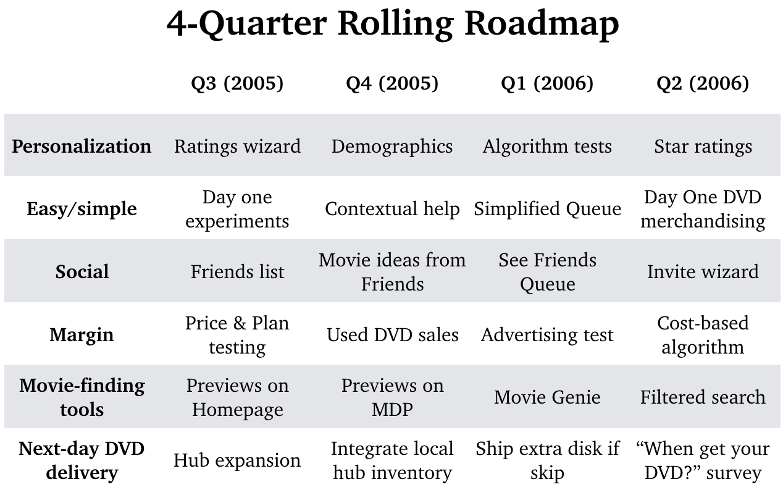 4-Quarter Rolling Roadmap
Q3 (2005) Q4 (2005) Q1 (2006) Q2 (2006)
Personalization Ratings wizard Demographics Algorithm tests Star ratings
Easy/simple Day one experiments Contextual help Simplified Queue Day One DVD merchandising
Social Friends list Movie ideas from Friends See Friends Queue Invite wizard
Margin Price & Plan testing Used DVD sales Advertising test Cost-based algorithm
Movie-finding tools Previews on Homepage Previews on MDP Movie Genie Filtered search
Next-day DVD delivery Hub expansion Integrate local hub inventory Ship extra disk if skip “When get your DVD?” survey